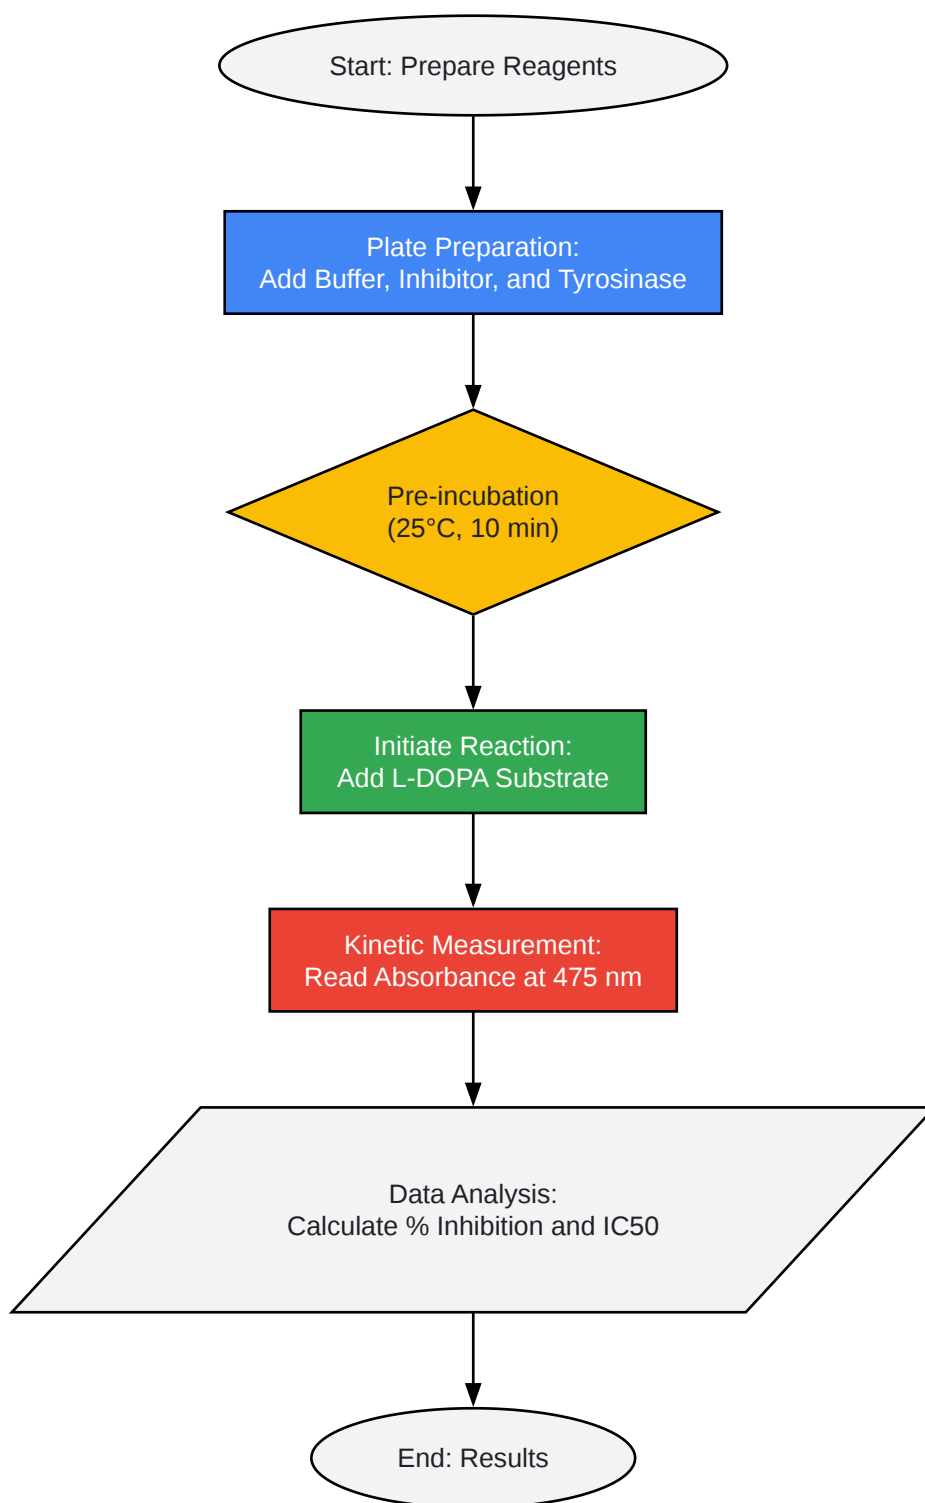 Start: Prepare Reagents
Plate Preparation:
Add Buffer, Inhibitor, and Tyrosinase
Pre-incubation
(25°C, 10 min)
Initiate Reaction:
Add L-DOPA Substrate
Kinetic Measurement:
Read Absorbance at 475 nm
Data Analysis:
Calculate % Inhibition and IC50
End: Results